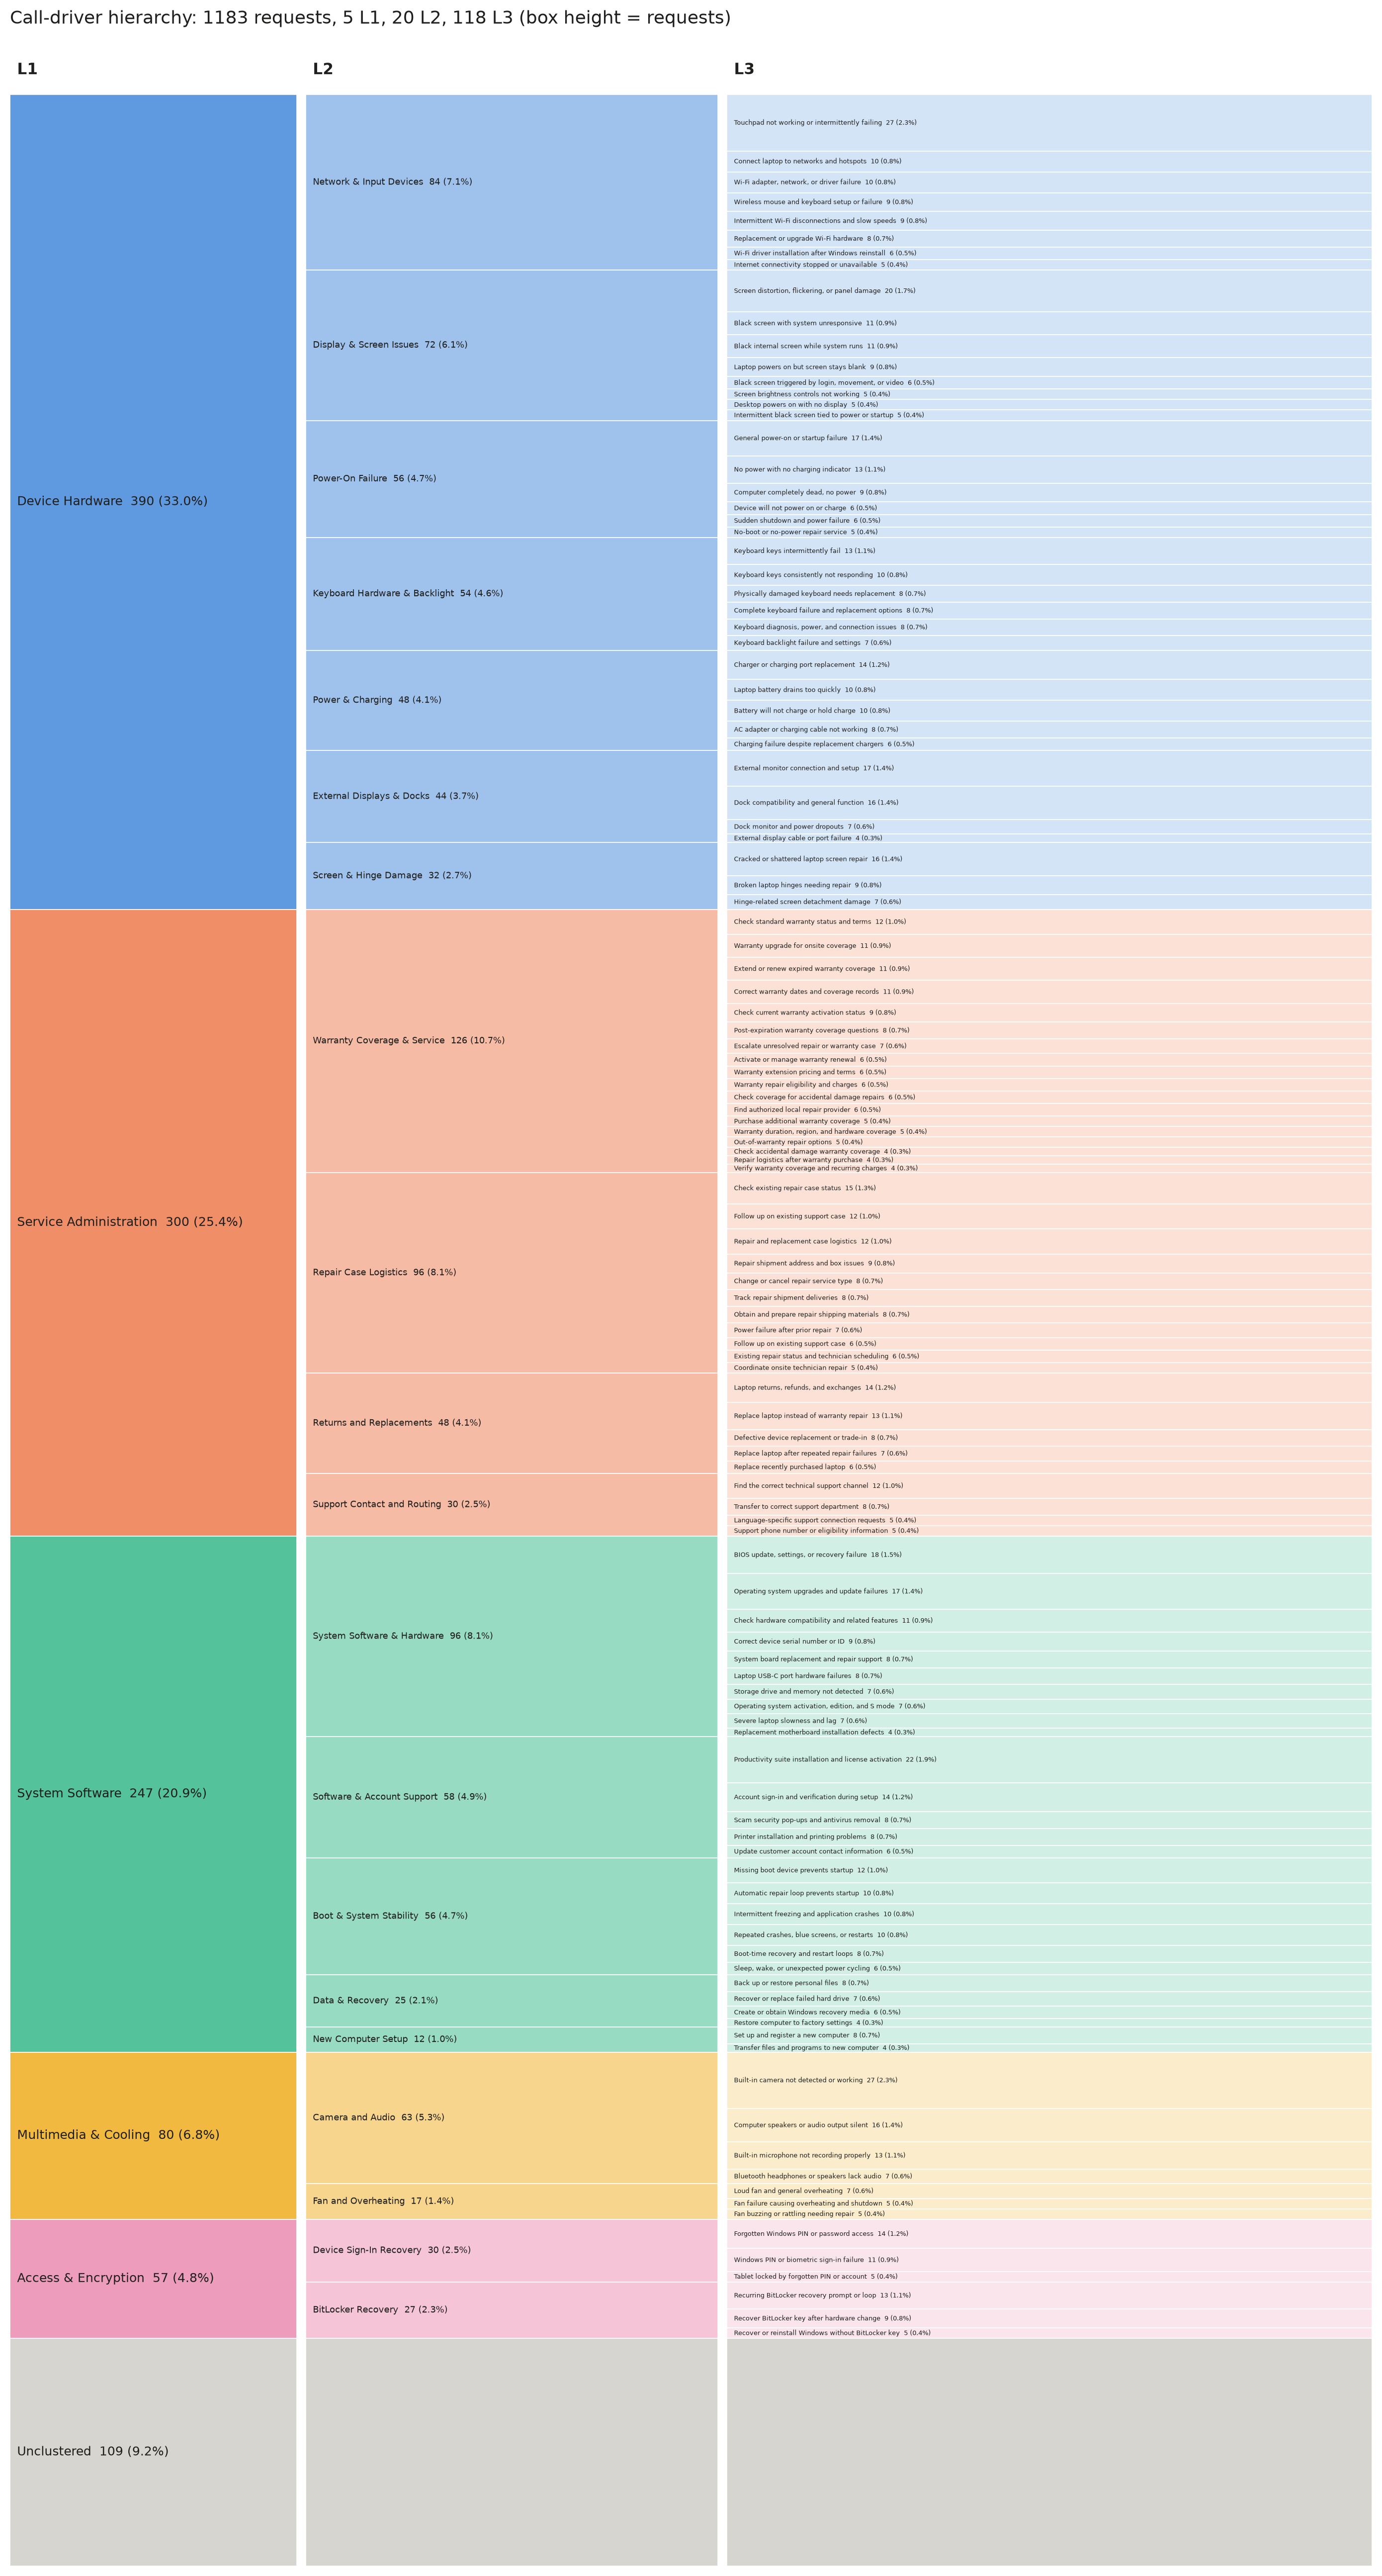 Call-driver hierarchy: 1183 requests, 5 L1, 20 L2, 118 L3 (box height = requests)
L1
L2
L3
Device Hardware  390 (33.0%)
Network & Input Devices  84 (7.1%)
Touchpad not working or intermittently failing  27 (2.3%)
Connect laptop to networks and hotspots  10 (0.8%)
Wi-Fi adapter, network, or driver failure  10 (0.8%)
Wireless mouse and keyboard setup or failure  9 (0.8%)
Intermittent Wi-Fi disconnections and slow speeds  9 (0.8%)
Replacement or upgrade Wi-Fi hardware  8 (0.7%)
Wi-Fi driver installation after Windows reinstall  6 (0.5%)
Internet connectivity stopped or unavailable  5 (0.4%)
Display & Screen Issues  72 (6.1%)
Screen distortion, flickering, or panel damage  20 (1.7%)
Black screen with system unresponsive  11 (0.9%)
Black internal screen while system runs  11 (0.9%)
Laptop powers on but screen stays blank  9 (0.8%)
Black screen triggered by login, movement, or video  6 (0.5%)
Screen brightness controls not working  5 (0.4%)
Desktop powers on with no display  5 (0.4%)
Intermittent black screen tied to power or startup  5 (0.4%)
Power-On Failure  56 (4.7%)
General power-on or startup failure  17 (1.4%)
No power with no charging indicator  13 (1.1%)
Computer completely dead, no power  9 (0.8%)
Device will not power on or charge  6 (0.5%)
Sudden shutdown and power failure  6 (0.5%)
No-boot or no-power repair service  5 (0.4%)
Keyboard Hardware & Backlight  54 (4.6%)
Keyboard keys intermittently fail  13 (1.1%)
Keyboard keys consistently not responding  10 (0.8%)
Physically damaged keyboard needs replacement  8 (0.7%)
Complete keyboard failure and replacement options  8 (0.7%)
Keyboard diagnosis, power, and connection issues  8 (0.7%)
Keyboard backlight failure and settings  7 (0.6%)
Power & Charging  48 (4.1%)
Charger or charging port replacement  14 (1.2%)
Laptop battery drains too quickly  10 (0.8%)
Battery will not charge or hold charge  10 (0.8%)
AC adapter or charging cable not working  8 (0.7%)
Charging failure despite replacement chargers  6 (0.5%)
External Displays & Docks  44 (3.7%)
External monitor connection and setup  17 (1.4%)
Dock compatibility and general function  16 (1.4%)
Dock monitor and power dropouts  7 (0.6%)
External display cable or port failure  4 (0.3%)
Screen & Hinge Damage  32 (2.7%)
Cracked or shattered laptop screen repair  16 (1.4%)
Broken laptop hinges needing repair  9 (0.8%)
Hinge-related screen detachment damage  7 (0.6%)
Service Administration  300 (25.4%)
Warranty Coverage & Service  126 (10.7%)
Check standard warranty status and terms  12 (1.0%)
Warranty upgrade for onsite coverage  11 (0.9%)
Extend or renew expired warranty coverage  11 (0.9%)
Correct warranty dates and coverage records  11 (0.9%)
Check current warranty activation status  9 (0.8%)
Post-expiration warranty coverage questions  8 (0.7%)
Escalate unresolved repair or warranty case  7 (0.6%)
Activate or manage warranty renewal  6 (0.5%)
Warranty extension pricing and terms  6 (0.5%)
Warranty repair eligibility and charges  6 (0.5%)
Check coverage for accidental damage repairs  6 (0.5%)
Find authorized local repair provider  6 (0.5%)
Purchase additional warranty coverage  5 (0.4%)
Warranty duration, region, and hardware coverage  5 (0.4%)
Out-of-warranty repair options  5 (0.4%)
Check accidental damage warranty coverage  4 (0.3%)
Repair logistics after warranty purchase  4 (0.3%)
Verify warranty coverage and recurring charges  4 (0.3%)
Repair Case Logistics  96 (8.1%)
Check existing repair case status  15 (1.3%)
Follow up on existing support case  12 (1.0%)
Repair and replacement case logistics  12 (1.0%)
Repair shipment address and box issues  9 (0.8%)
Change or cancel repair service type  8 (0.7%)
Track repair shipment deliveries  8 (0.7%)
Obtain and prepare repair shipping materials  8 (0.7%)
Power failure after prior repair  7 (0.6%)
Follow up on existing support case  6 (0.5%)
Existing repair status and technician scheduling  6 (0.5%)
Coordinate onsite technician repair  5 (0.4%)
Returns and Replacements  48 (4.1%)
Laptop returns, refunds, and exchanges  14 (1.2%)
Replace laptop instead of warranty repair  13 (1.1%)
Defective device replacement or trade-in  8 (0.7%)
Replace laptop after repeated repair failures  7 (0.6%)
Replace recently purchased laptop  6 (0.5%)
Support Contact and Routing  30 (2.5%)
Find the correct technical support channel  12 (1.0%)
Transfer to correct support department  8 (0.7%)
Language-specific support connection requests  5 (0.4%)
Support phone number or eligibility information  5 (0.4%)
System Software  247 (20.9%)
System Software & Hardware  96 (8.1%)
BIOS update, settings, or recovery failure  18 (1.5%)
Operating system upgrades and update failures  17 (1.4%)
Check hardware compatibility and related features  11 (0.9%)
Correct device serial number or ID  9 (0.8%)
System board replacement and repair support  8 (0.7%)
Laptop USB-C port hardware failures  8 (0.7%)
Storage drive and memory not detected  7 (0.6%)
Operating system activation, edition, and S mode  7 (0.6%)
Severe laptop slowness and lag  7 (0.6%)
Replacement motherboard installation defects  4 (0.3%)
Software & Account Support  58 (4.9%)
Productivity suite installation and license activation  22 (1.9%)
Account sign-in and verification during setup  14 (1.2%)
Scam security pop-ups and antivirus removal  8 (0.7%)
Printer installation and printing problems  8 (0.7%)
Update customer account contact information  6 (0.5%)
Boot & System Stability  56 (4.7%)
Missing boot device prevents startup  12 (1.0%)
Automatic repair loop prevents startup  10 (0.8%)
Intermittent freezing and application crashes  10 (0.8%)
Repeated crashes, blue screens, or restarts  10 (0.8%)
Boot-time recovery and restart loops  8 (0.7%)
Sleep, wake, or unexpected power cycling  6 (0.5%)
Data & Recovery  25 (2.1%)
Back up or restore personal files  8 (0.7%)
Recover or replace failed hard drive  7 (0.6%)
Create or obtain Windows recovery media  6 (0.5%)
Restore computer to factory settings  4 (0.3%)
New Computer Setup  12 (1.0%)
Set up and register a new computer  8 (0.7%)
Transfer files and programs to new computer  4 (0.3%)
Multimedia & Cooling  80 (6.8%)
Camera and Audio  63 (5.3%)
Built-in camera not detected or working  27 (2.3%)
Computer speakers or audio output silent  16 (1.4%)
Built-in microphone not recording properly  13 (1.1%)
Bluetooth headphones or speakers lack audio  7 (0.6%)
Fan and Overheating  17 (1.4%)
Loud fan and general overheating  7 (0.6%)
Fan failure causing overheating and shutdown  5 (0.4%)
Fan buzzing or rattling needing repair  5 (0.4%)
Access & Encryption  57 (4.8%)
Device Sign-In Recovery  30 (2.5%)
Forgotten Windows PIN or password access  14 (1.2%)
Windows PIN or biometric sign-in failure  11 (0.9%)
Tablet locked by forgotten PIN or account  5 (0.4%)
BitLocker Recovery  27 (2.3%)
Recurring BitLocker recovery prompt or loop  13 (1.1%)
Recover BitLocker key after hardware change  9 (0.8%)
Recover or reinstall Windows without BitLocker key  5 (0.4%)
Unclustered  109 (9.2%)